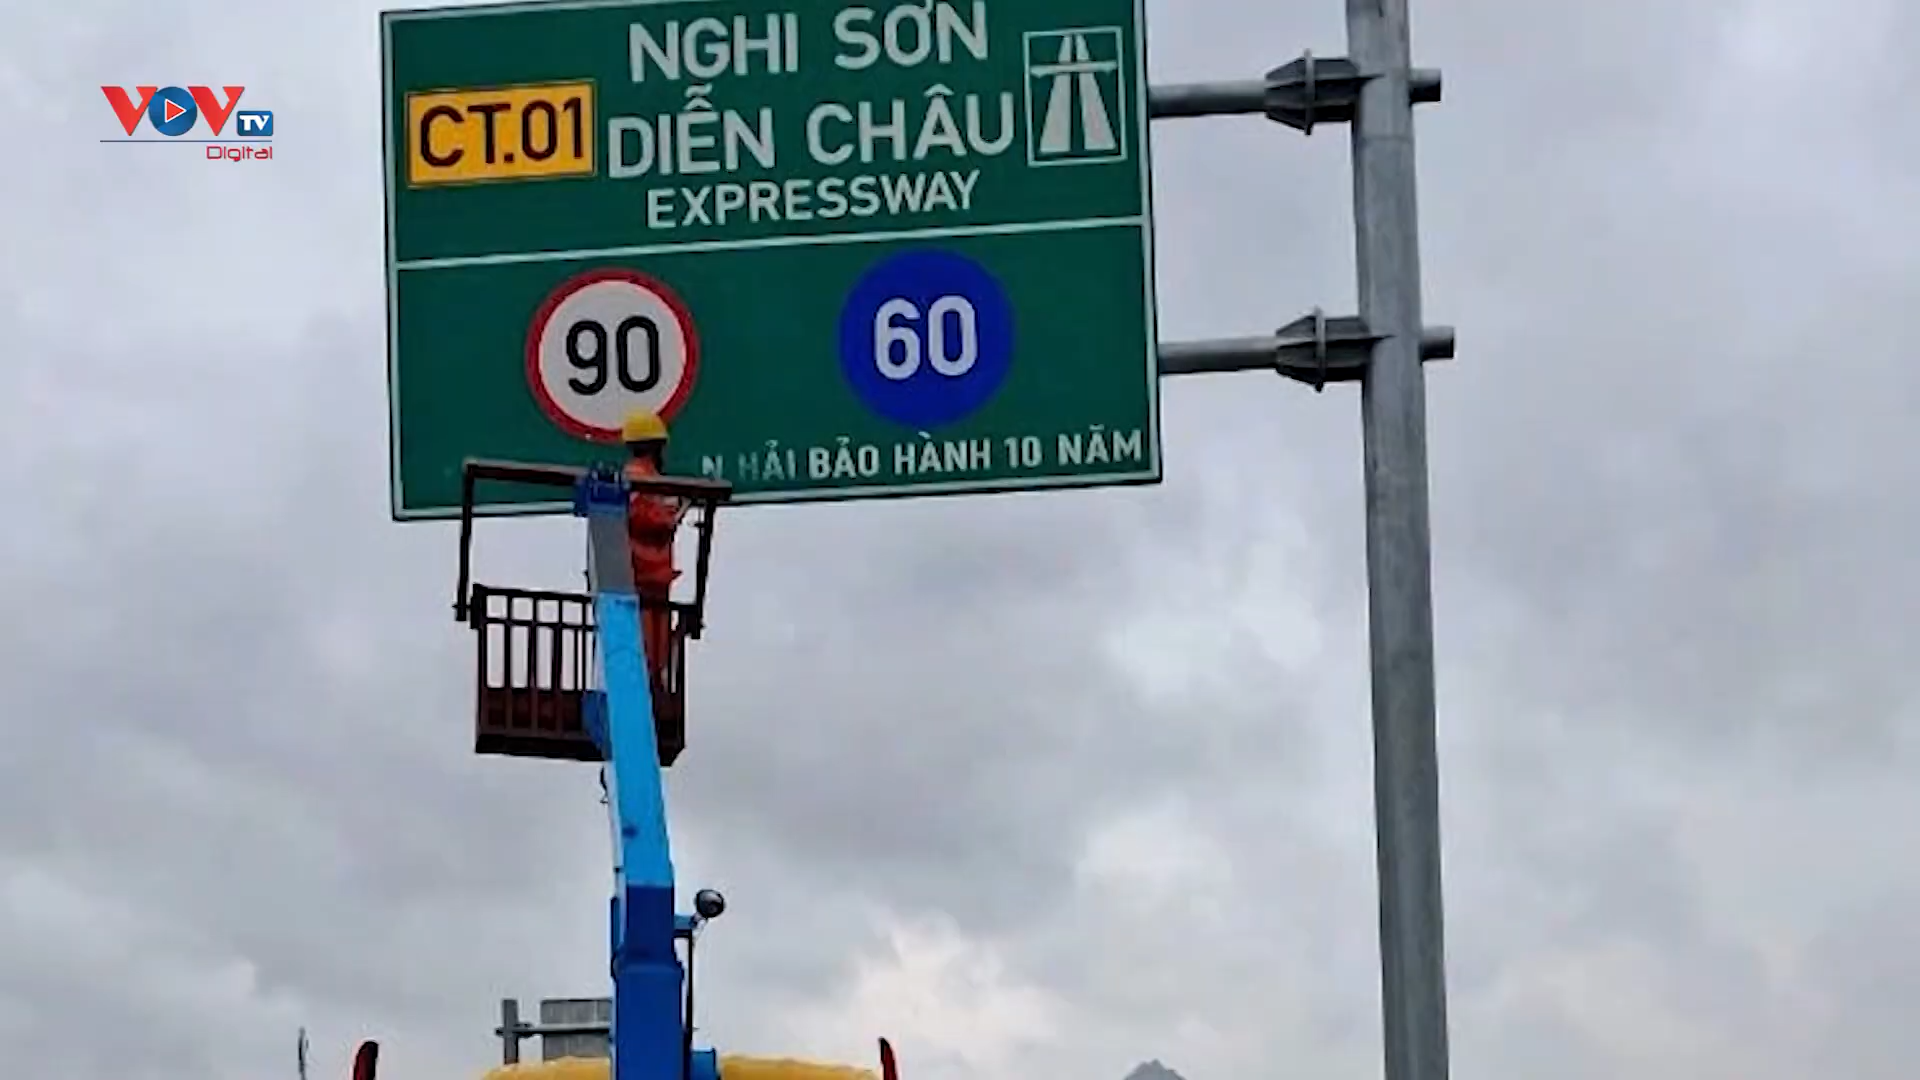 VOV TV
Digital
NGHI SƠN
CT.01
DIỄN CHÂU
EXPRESSWAY
90
60
N HẢI BẢO HÀNH 10 NĂM